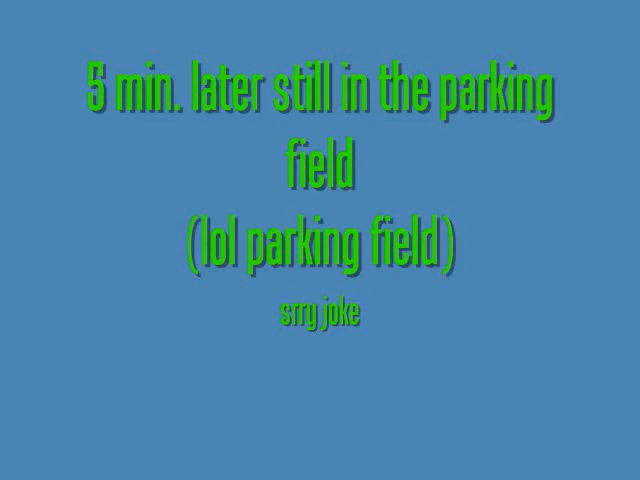 5 min. later still in the parking
field
(lol parking field)
srry joke